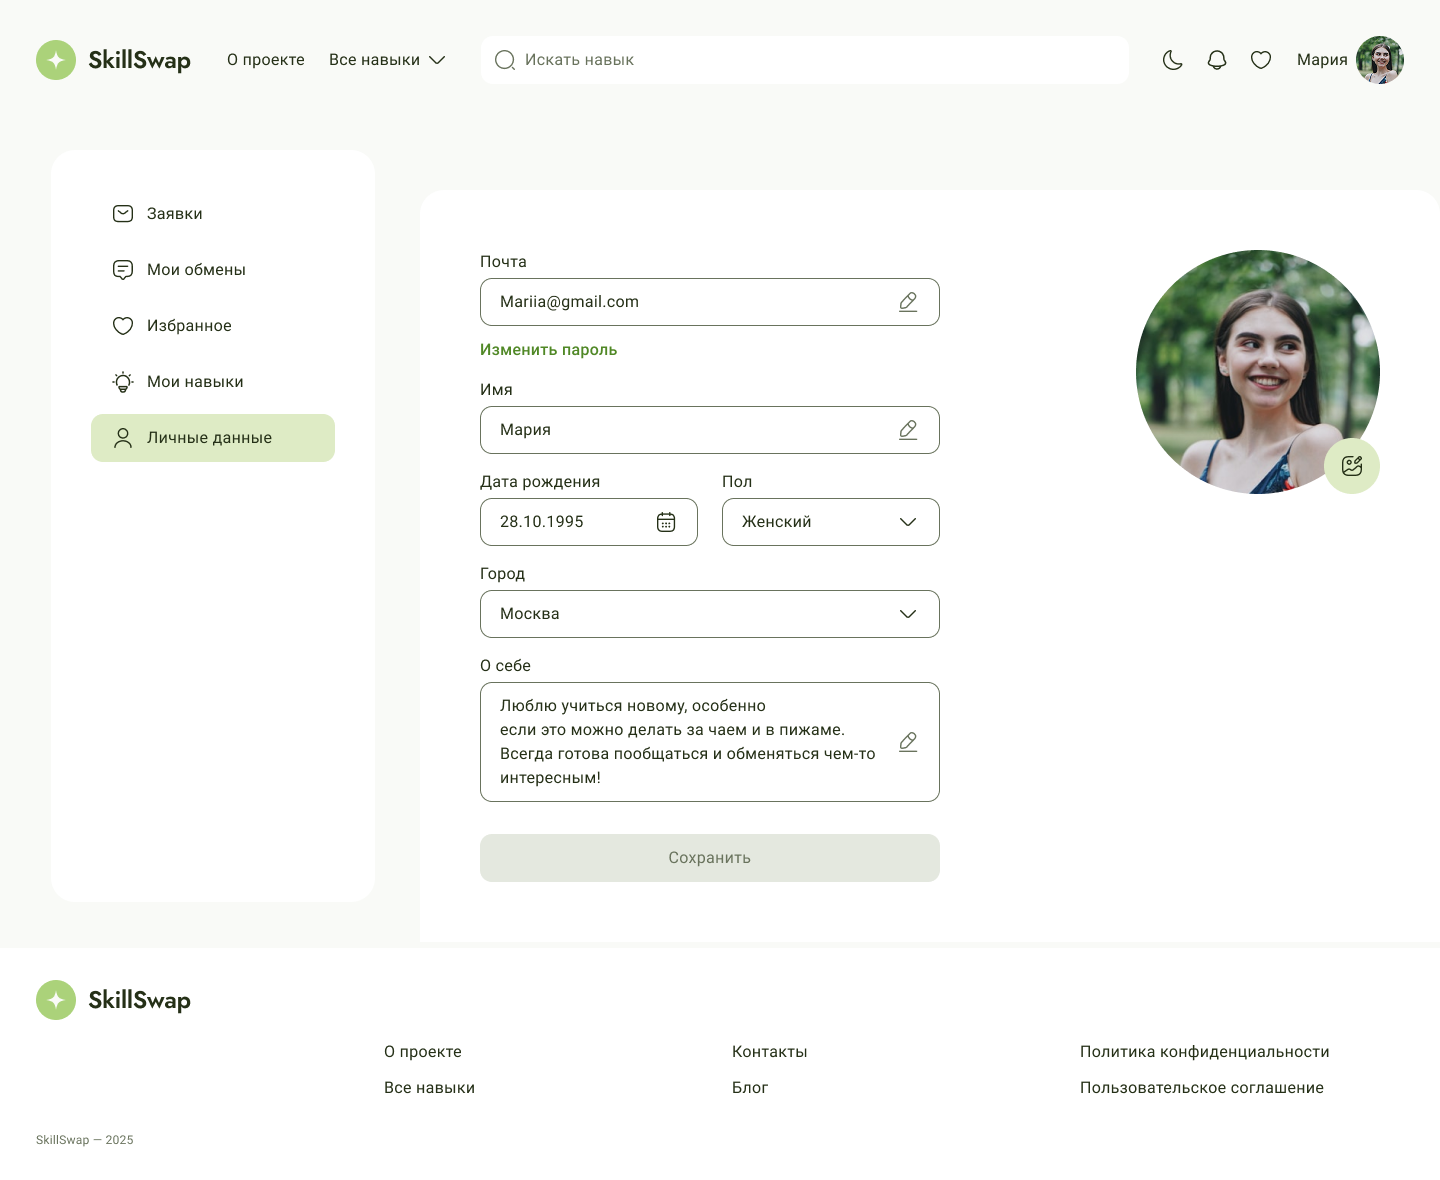 SkillSwap
О проекте
Все навыки
Искать навык
Мария
Заявки
Мои обмены
Избранное
Мои навыки
Личные данные
Почта
Mariia@gmail.com
Изменить пароль
Имя
Мария
Дата рождения
Пол
28.10.1995
Женский
Город
Москва
О себе
Люблю учиться новому, особенно
если это можно делать за чаем и в пижаме.
Всегда готова пообщаться и обменяться чем-то
интересным!
Сохранить
SkillSwap
О проекте
Контакты
Политика конфиденциальности
Все навыки
Блог
Пользовательское соглашение
SkillSwap — 2025